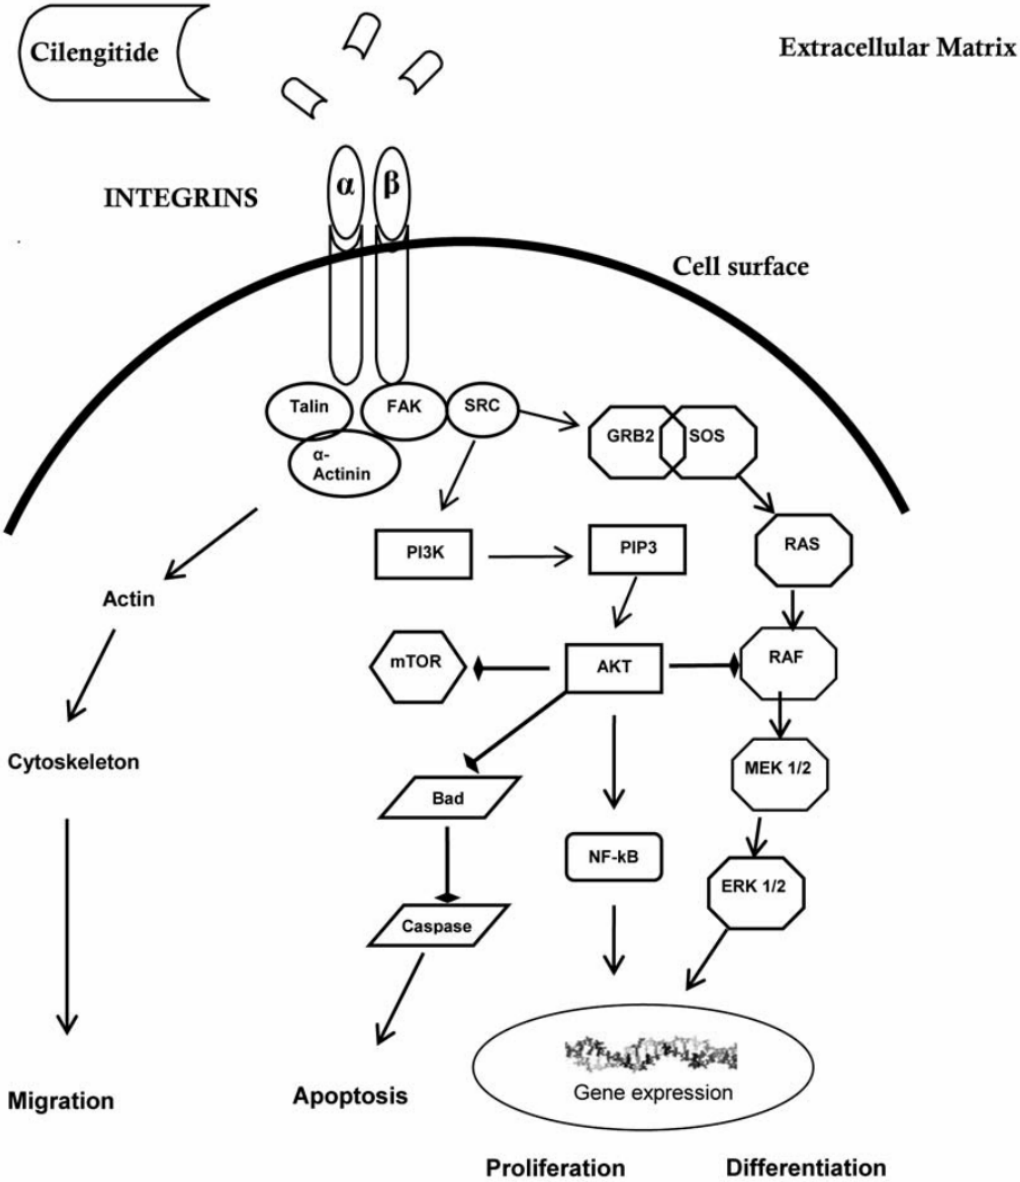 Cilengitide
Extracellular Matrix
INTEGRINS
α
β
Cell surface
Talin
FAK
SRC
α-
Actinin
GRB2
SOS
PI3K
PIP3
RAS
Actin
mTOR
AKT
RAF
Cytoskeleton
MEK 1/2
Bad
NF-kB
ERK 1/2
Caspase
Gene expression
Migration
Apoptosis
Proliferation
Differentiation